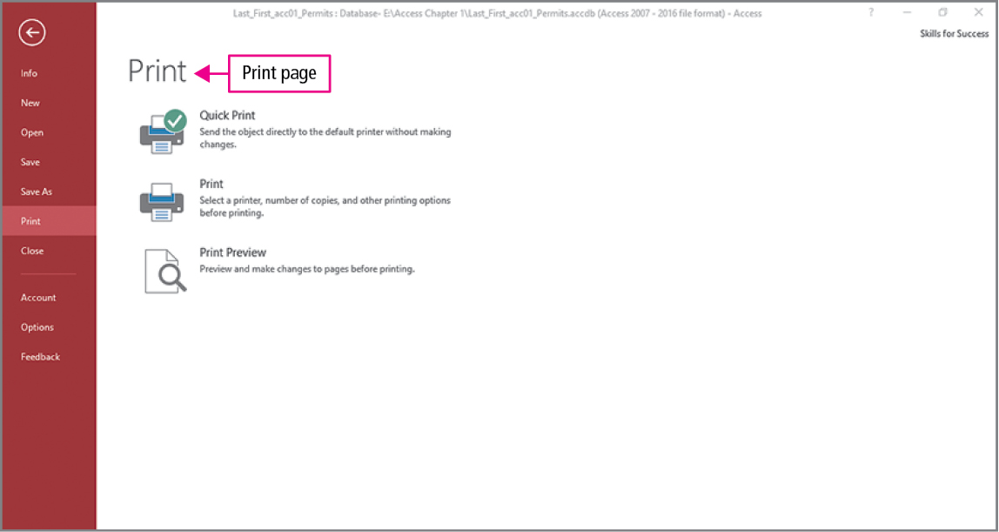 Last_First_acc01_Permits : Database- E:\Access Chapter 1\Last_First_acc01_Permits.accdb (Access 2007 - 2016 file format) - Access
?
Skills for Success
Info
New
Open
Save
Save As
Print
Close
Account
Options
Feedback
Print
Print page
Quick Print
Send the object directly to the default printer without making
changes.
Print
Select a printer, number of copies, and other printing options
before printing.
Print Preview
Preview and make changes to pages before printing.